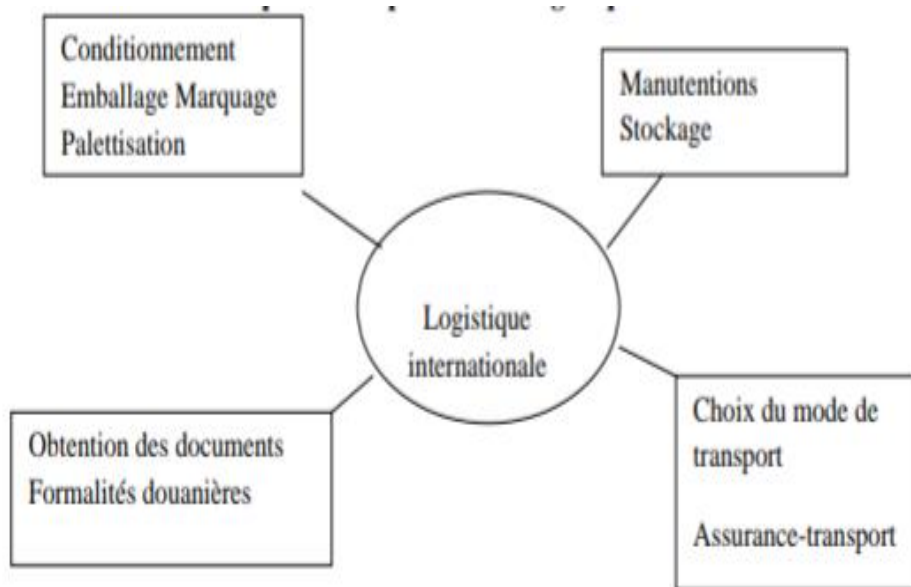 Conditionnement
Emballage Marquage
Palettisation
Manutentions
Stockage
Logistique
internationale
Obtention des documents
Formalités douanières
Choix du mode de
transport
Assurance-transport